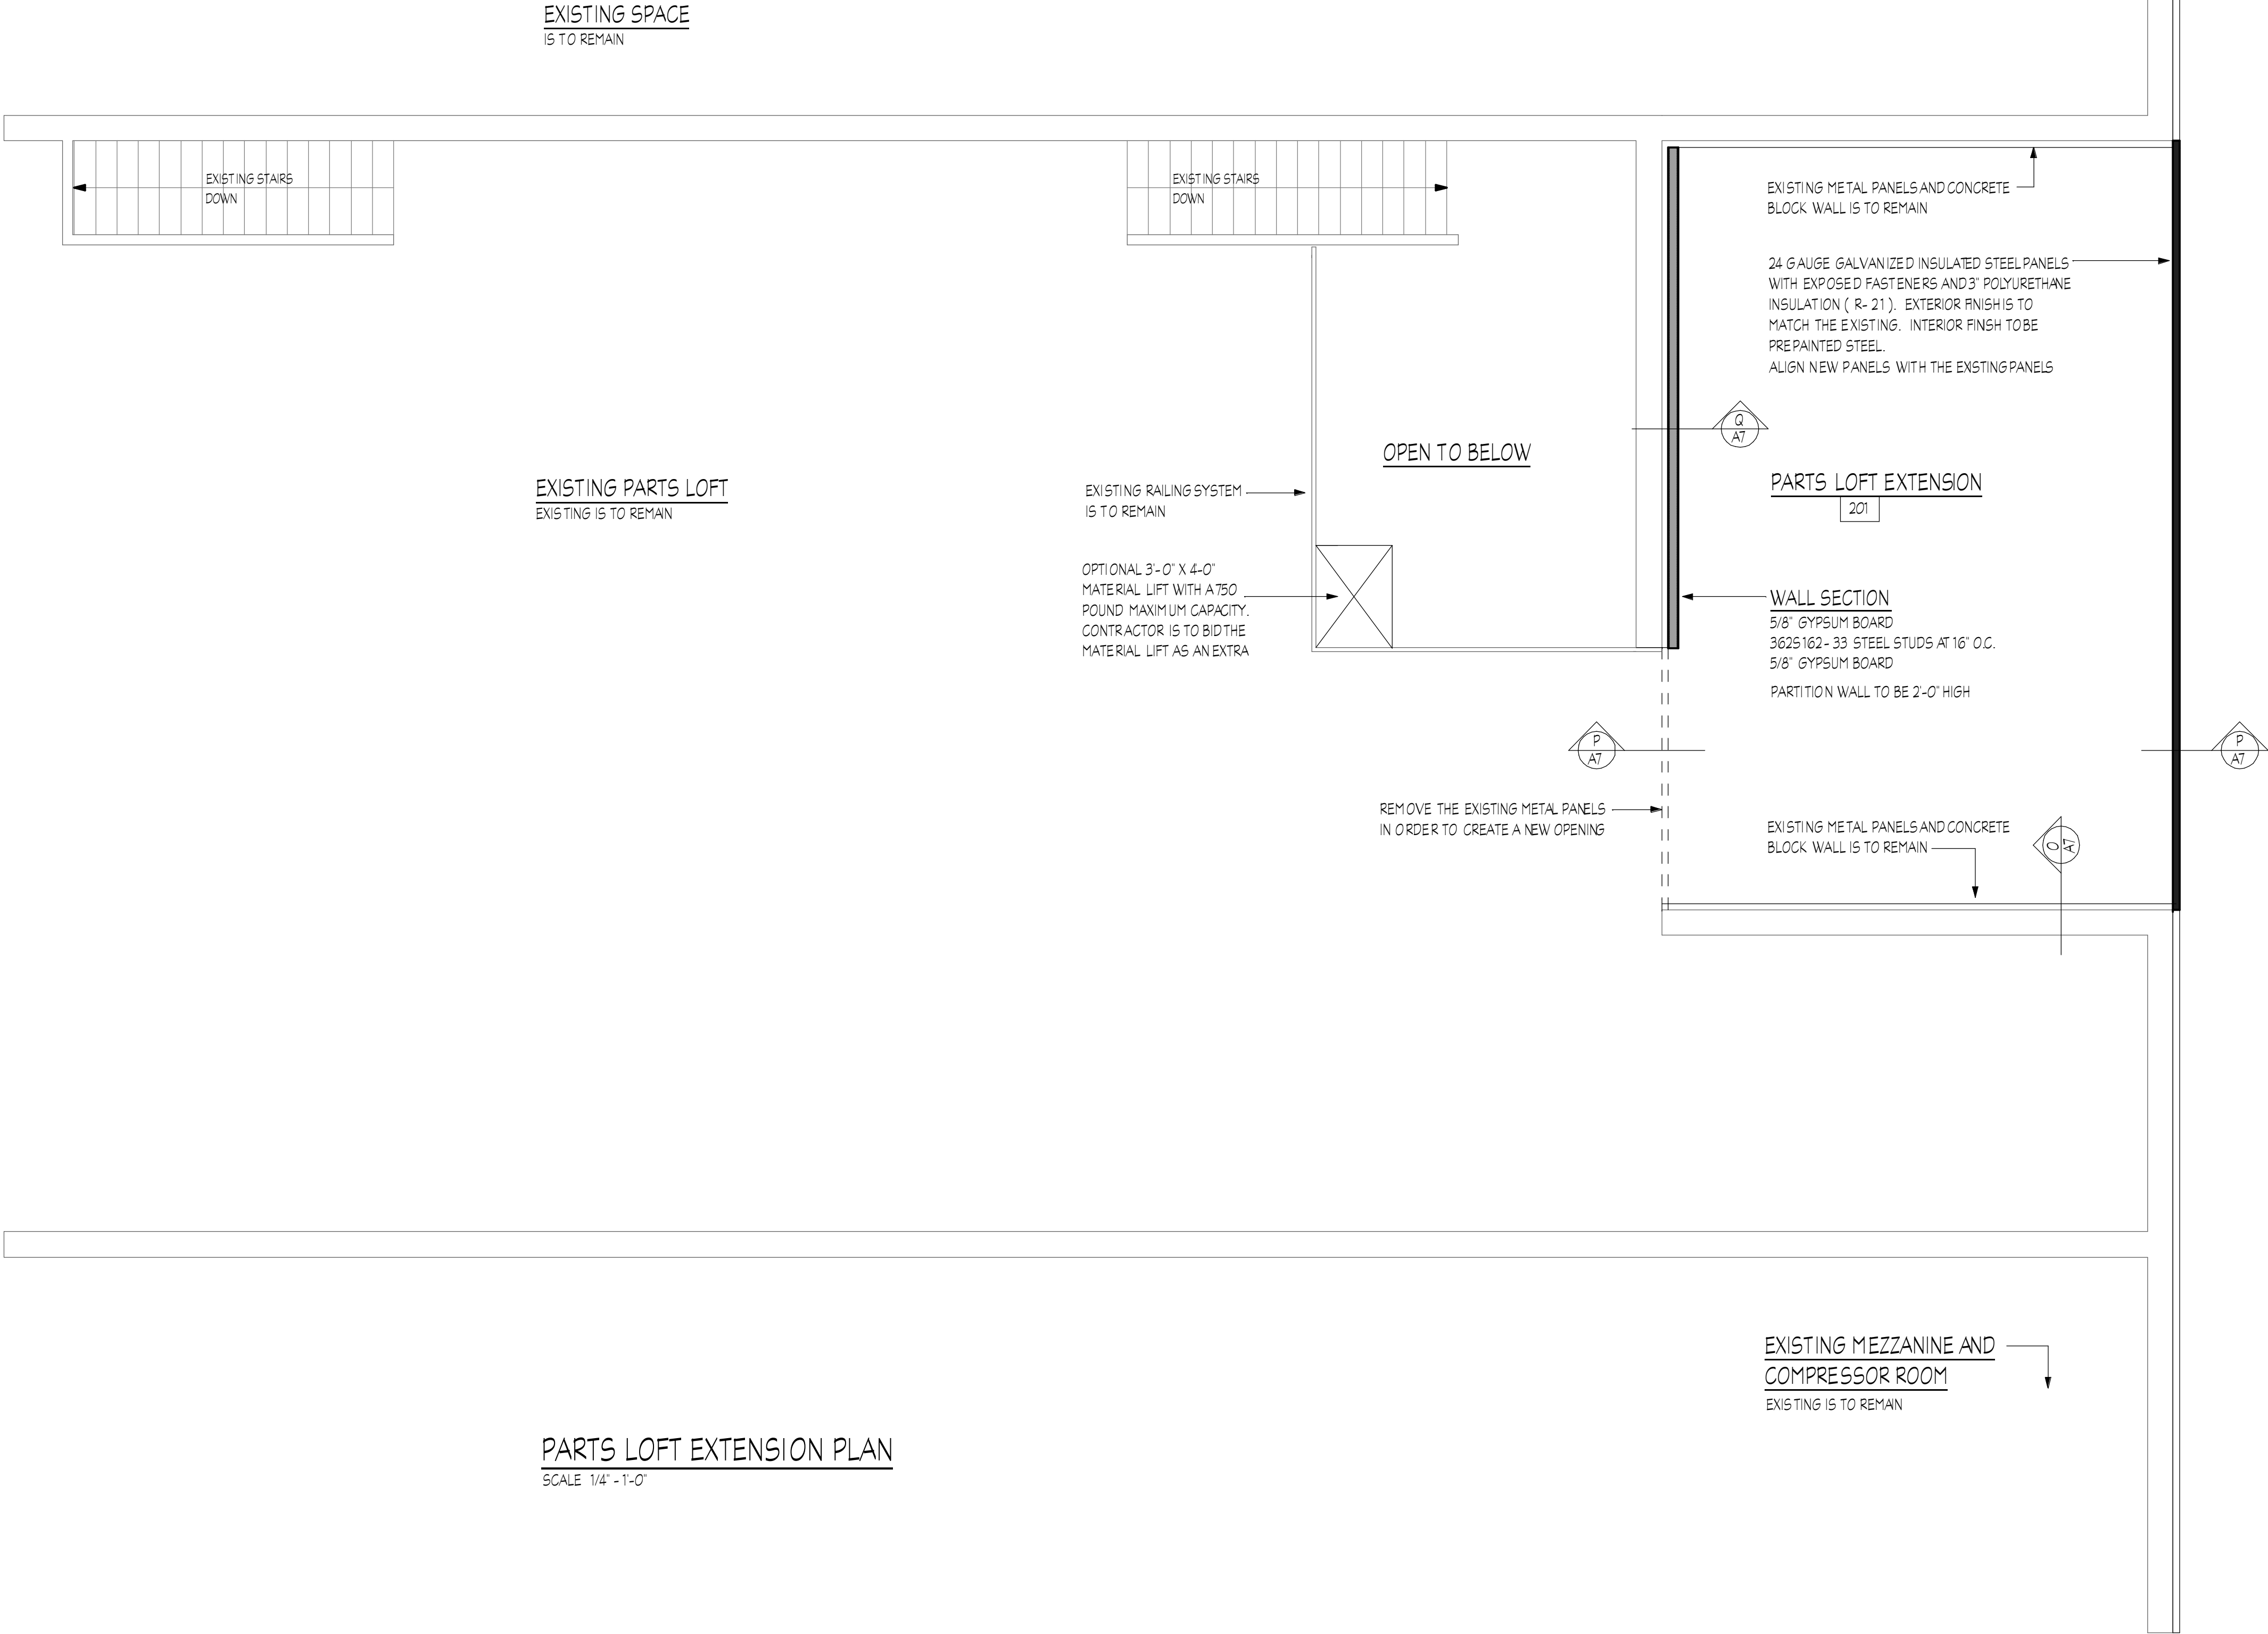 EXISTING SPACE
IS TO REMAIN
EXISTING STAIRS
DOWN
EXISTING STAIRS
DOWN
EXISTING METAL PANELS AND CONCRETE
BLOCK WALL IS TO REMAIN
24 GAUGE GALVANIZED INSULATED STEEL PANELS
WITH EXPOSED FASTENERS AND 3" POLYURETHANE
INSULATION ( R- 21 ). EXTERIOR FINISH IS TO
MATCH THE EXISTING. INTERIOR FINSH TO BE
PREPAINTED STEEL.
ALIGN NEW PANELS WITH THE EXISTING PANELS
Q
A7
OPEN TO BELOW
EXISTING PARTS LOFT
EXISTING IS TO REMAIN
EXISTING RAILING SYSTEM
IS TO REMAIN
PARTS LOFT EXTENSION
201
OPTIONAL 3'-0" X 4'-0"
MATERIAL LIFT WITH A 750
POUND MAXIMUM CAPACITY.
CONTRACTOR IS TO BID THE
MATERIAL LIFT AS AN EXTRA
WALL SECTION
5/8" GYPSUM BOARD
362S162- 33 STEEL STUDS AT 16" O.C.
5/8" GYPSUM BOARD
PARTITION WALL TO BE 2'-0" HIGH
P
A7
P
A7
REMOVE THE EXISTING METAL PANELS
IN ORDER TO CREATE A NEW OPENING
EXISTING METAL PANELS AND CONCRETE
BLOCK WALL IS TO REMAIN
O
A7
EXISTING MEZZANINE AND
COMPRESSOR ROOM
EXISTING IS TO REMAIN
PARTS LOFT EXTENSION PLAN
SCALE 1/4" - 1'-0"